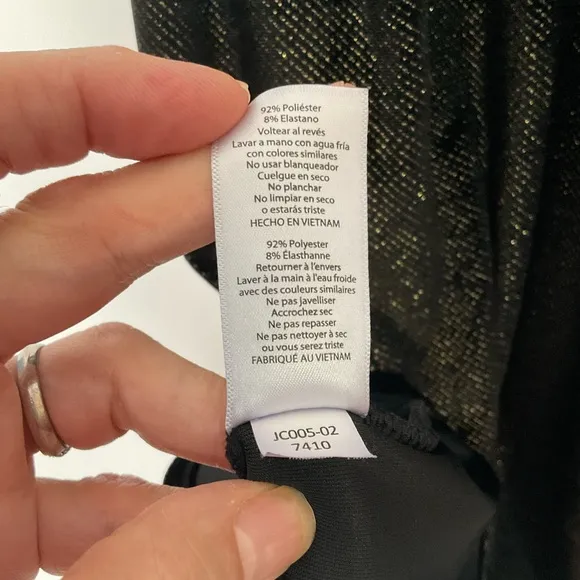 92% Poliéster
8% Elastano
Voltear al revés
Lavar a mano con agua fría
con colores similares
No usar blanqueador
Cuelgue en seco
No planchar
No limpiar en seco
o estarás triste
HECHO EN VIETNAM
92% Polyester
8% Élasthanne
Retourner à l'envers
Laver à la main à l'eau froide
avec des couleurs similaires
Ne pas javelliser
Accrochez sec
Ne pas repasser
Ne pas nettoyer à sec
ou vous serez triste
FABRIQUÉ AU VIETNAM
JC005-02
7410